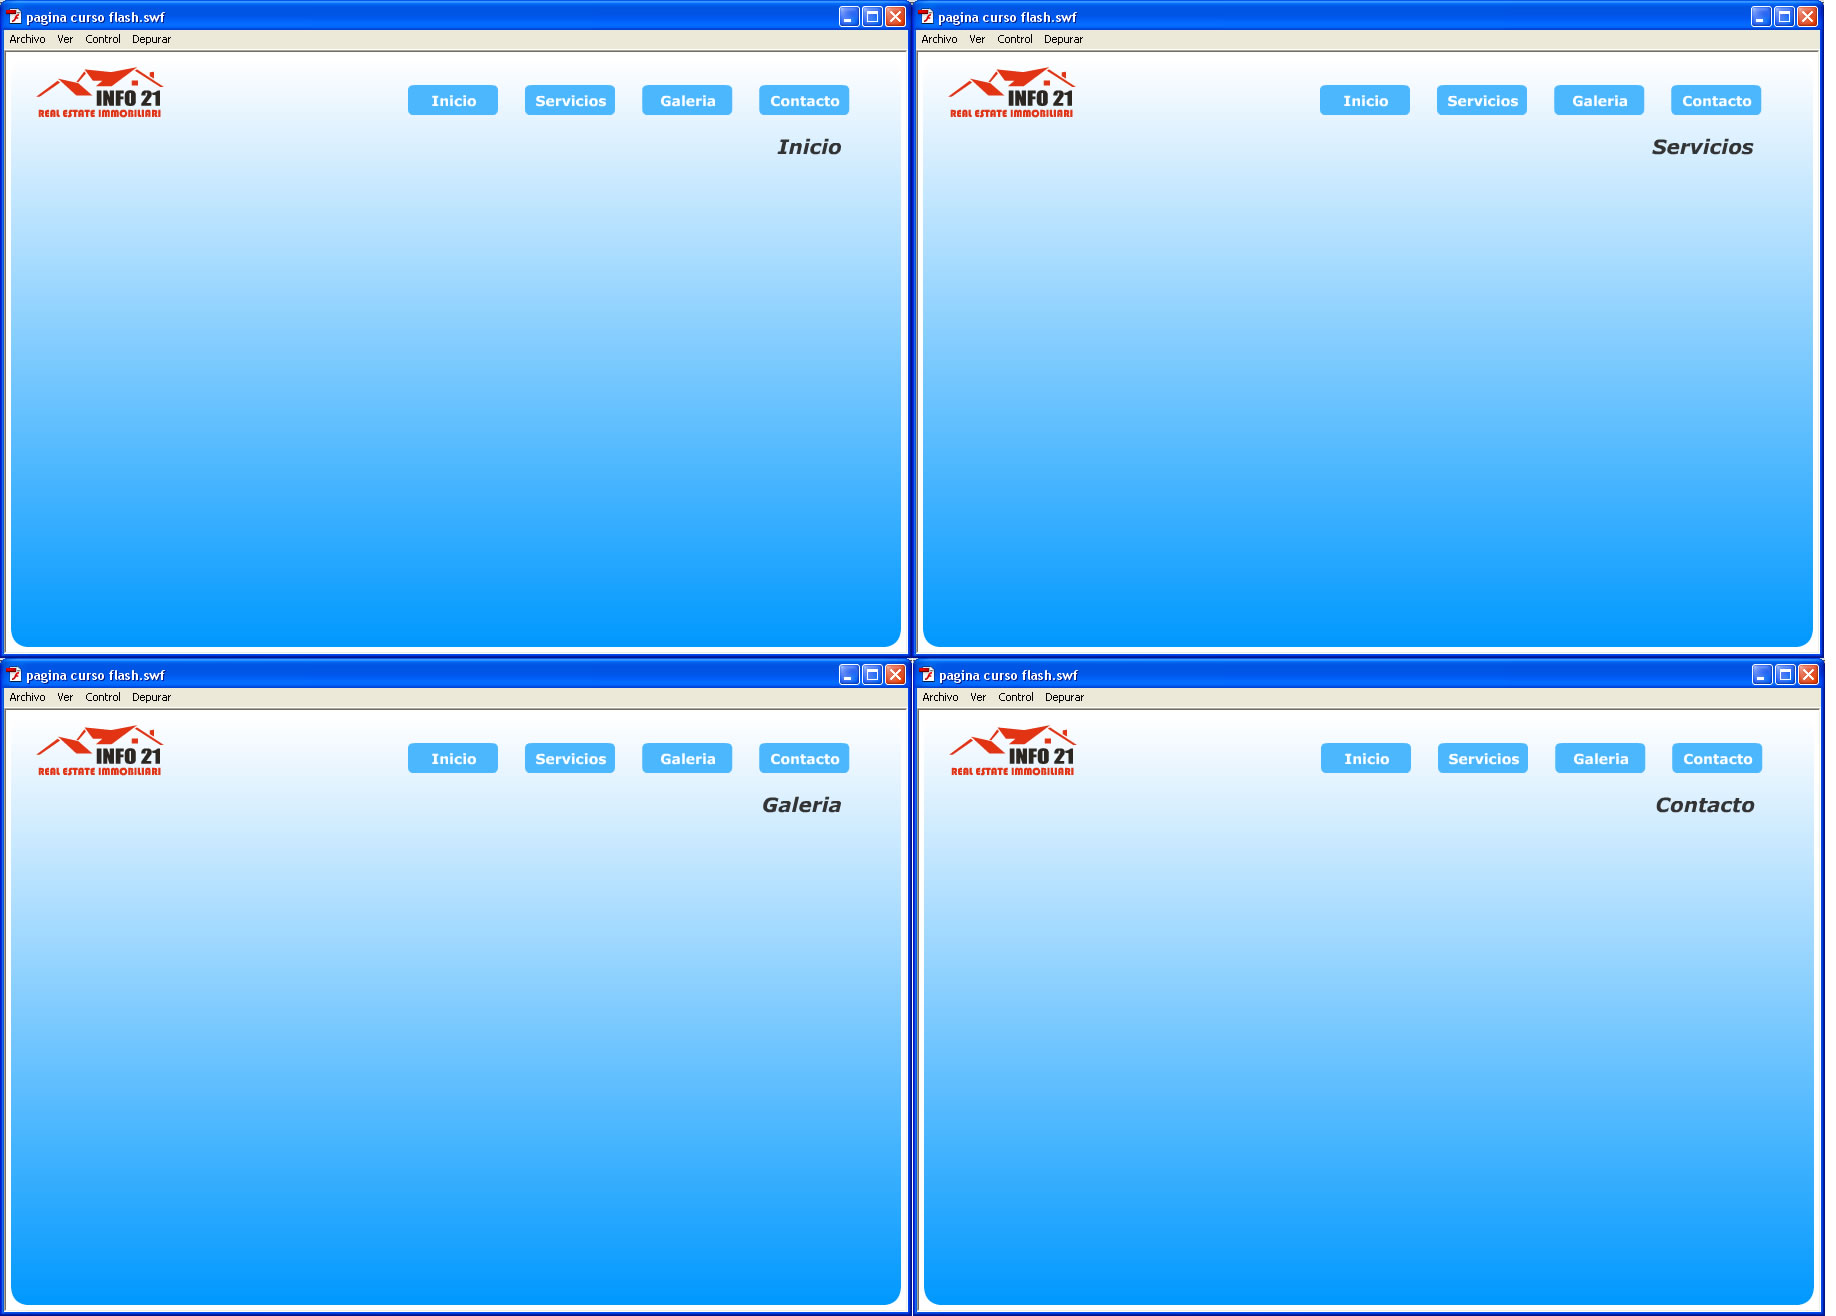 pagina curso flash.swf
Archivo Ver Control Depurar
INFO 21
REAL ESTATE IMMOBILIARI
Inicio Servicios Galeria Contacto
Inicio
pagina curso flash.swf
Archivo Ver Control Depurar
INFO 21
REAL ESTATE IMMOBILIARI
Inicio Servicios Galeria Contacto
Servicios
pagina curso flash.swf
Archivo Ver Control Depurar
INFO 21
REAL ESTATE IMMOBILIARI
Inicio Servicios Galeria Contacto
Galeria
pagina curso flash.swf
Archivo Ver Control Depurar
INFO 21
REAL ESTATE IMMOBILIARI
Inicio Servicios Galeria Contacto
Contacto